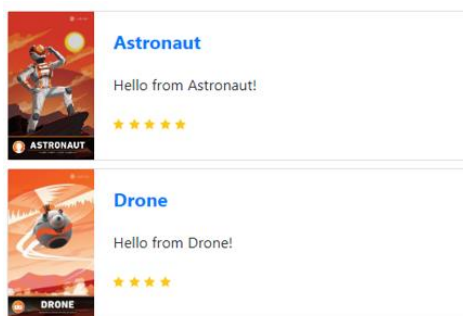 Astronaut
Hello from Astronaut!
ASTRONAUT
Drone
Hello from Drone!
DRONE